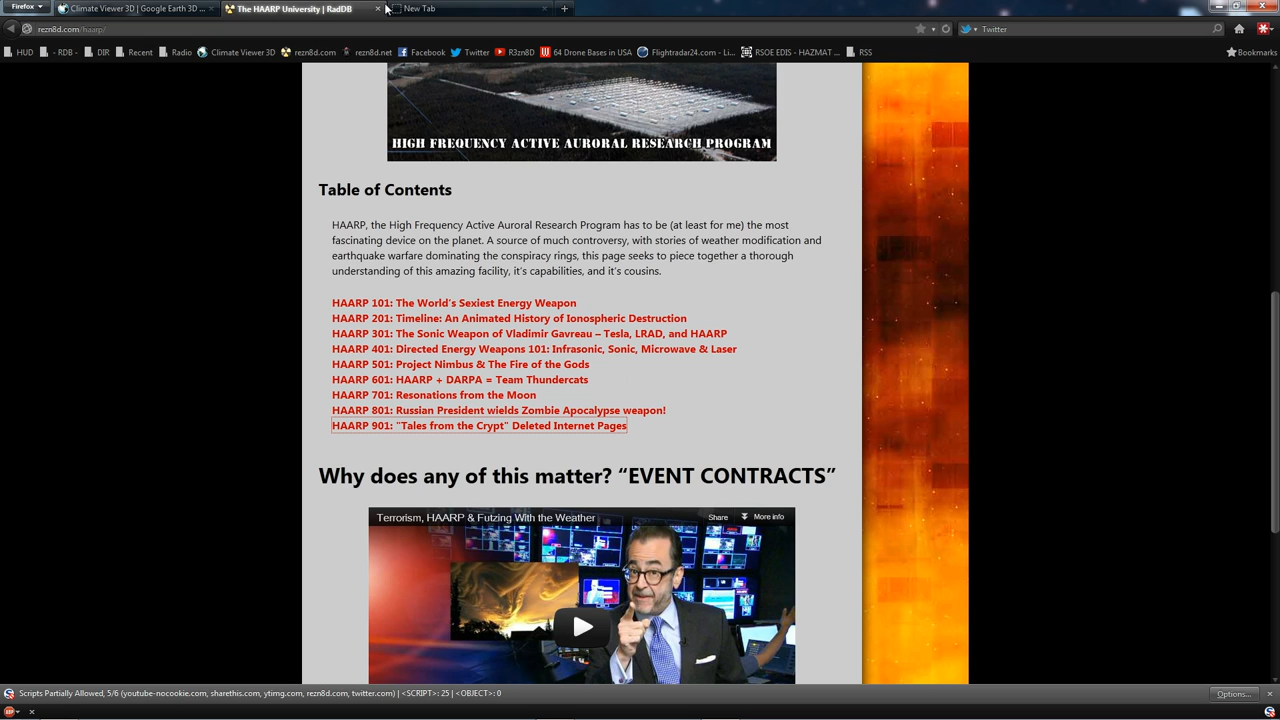 Firefox
Climate Viewer 3D | Google Earth 3D ...
The HAARP University | RadDB
New Tab
rezn8d.com/haarp/
Twitter
HUD
- RDB -
DIR
Recent
Radio
Climate Viewer 3D
rezn8d.com
rezn8d.net
Facebook
Twitter
R3zn8D
64 Drone Bases in USA
Flightradar24.com - Li...
RSOE EDIS - HAZMAT ...
RSS
Bookmarks
HIGH FREQUENCY ACTIVE AURORAL RESEARCH PROGRAM
Table of Contents
HAARP, the High Frequency Active Auroral Research Program has to be (at least for me) the most
fascinating device on the planet. A source of much controversy, with stories of weather modification and
earthquake warfare dominating the conspiracy rings, this page seeks to piece together a thorough
understanding of this amazing facility, it's capabilities, and it's cousins.
HAARP 101: The World's Sexiest Energy Weapon
HAARP 201: Timeline: An Animated History of Ionospheric Destruction
HAARP 301: The Sonic Weapon of Vladimir Gavreau – Tesla, LRAD, and HAARP
HAARP 401: Directed Energy Weapons 101: Infrasonic, Sonic, Microwave & Laser
HAARP 501: Project Nimbus & The Fire of the Gods
HAARP 601: HAARP + DARPA = Team Thundercats
HAARP 701: Resonations from the Moon
HAARP 801: Russian President wields Zombie Apocalypse weapon!
HAARP 901: "Tales from the Crypt" Deleted Internet Pages
Why does any of this matter? “EVENT CONTRACTS”
Terrorism, HAARP & Futzing With the Weather
Share
More info
Scripts Partially Allowed, 5/6 (youtube-nocookie.com, sharethis.com, ytimg.com, rezn8d.com, twitter.com) | <SCRIPT>: 25 | <OBJECT>: 0
Options...